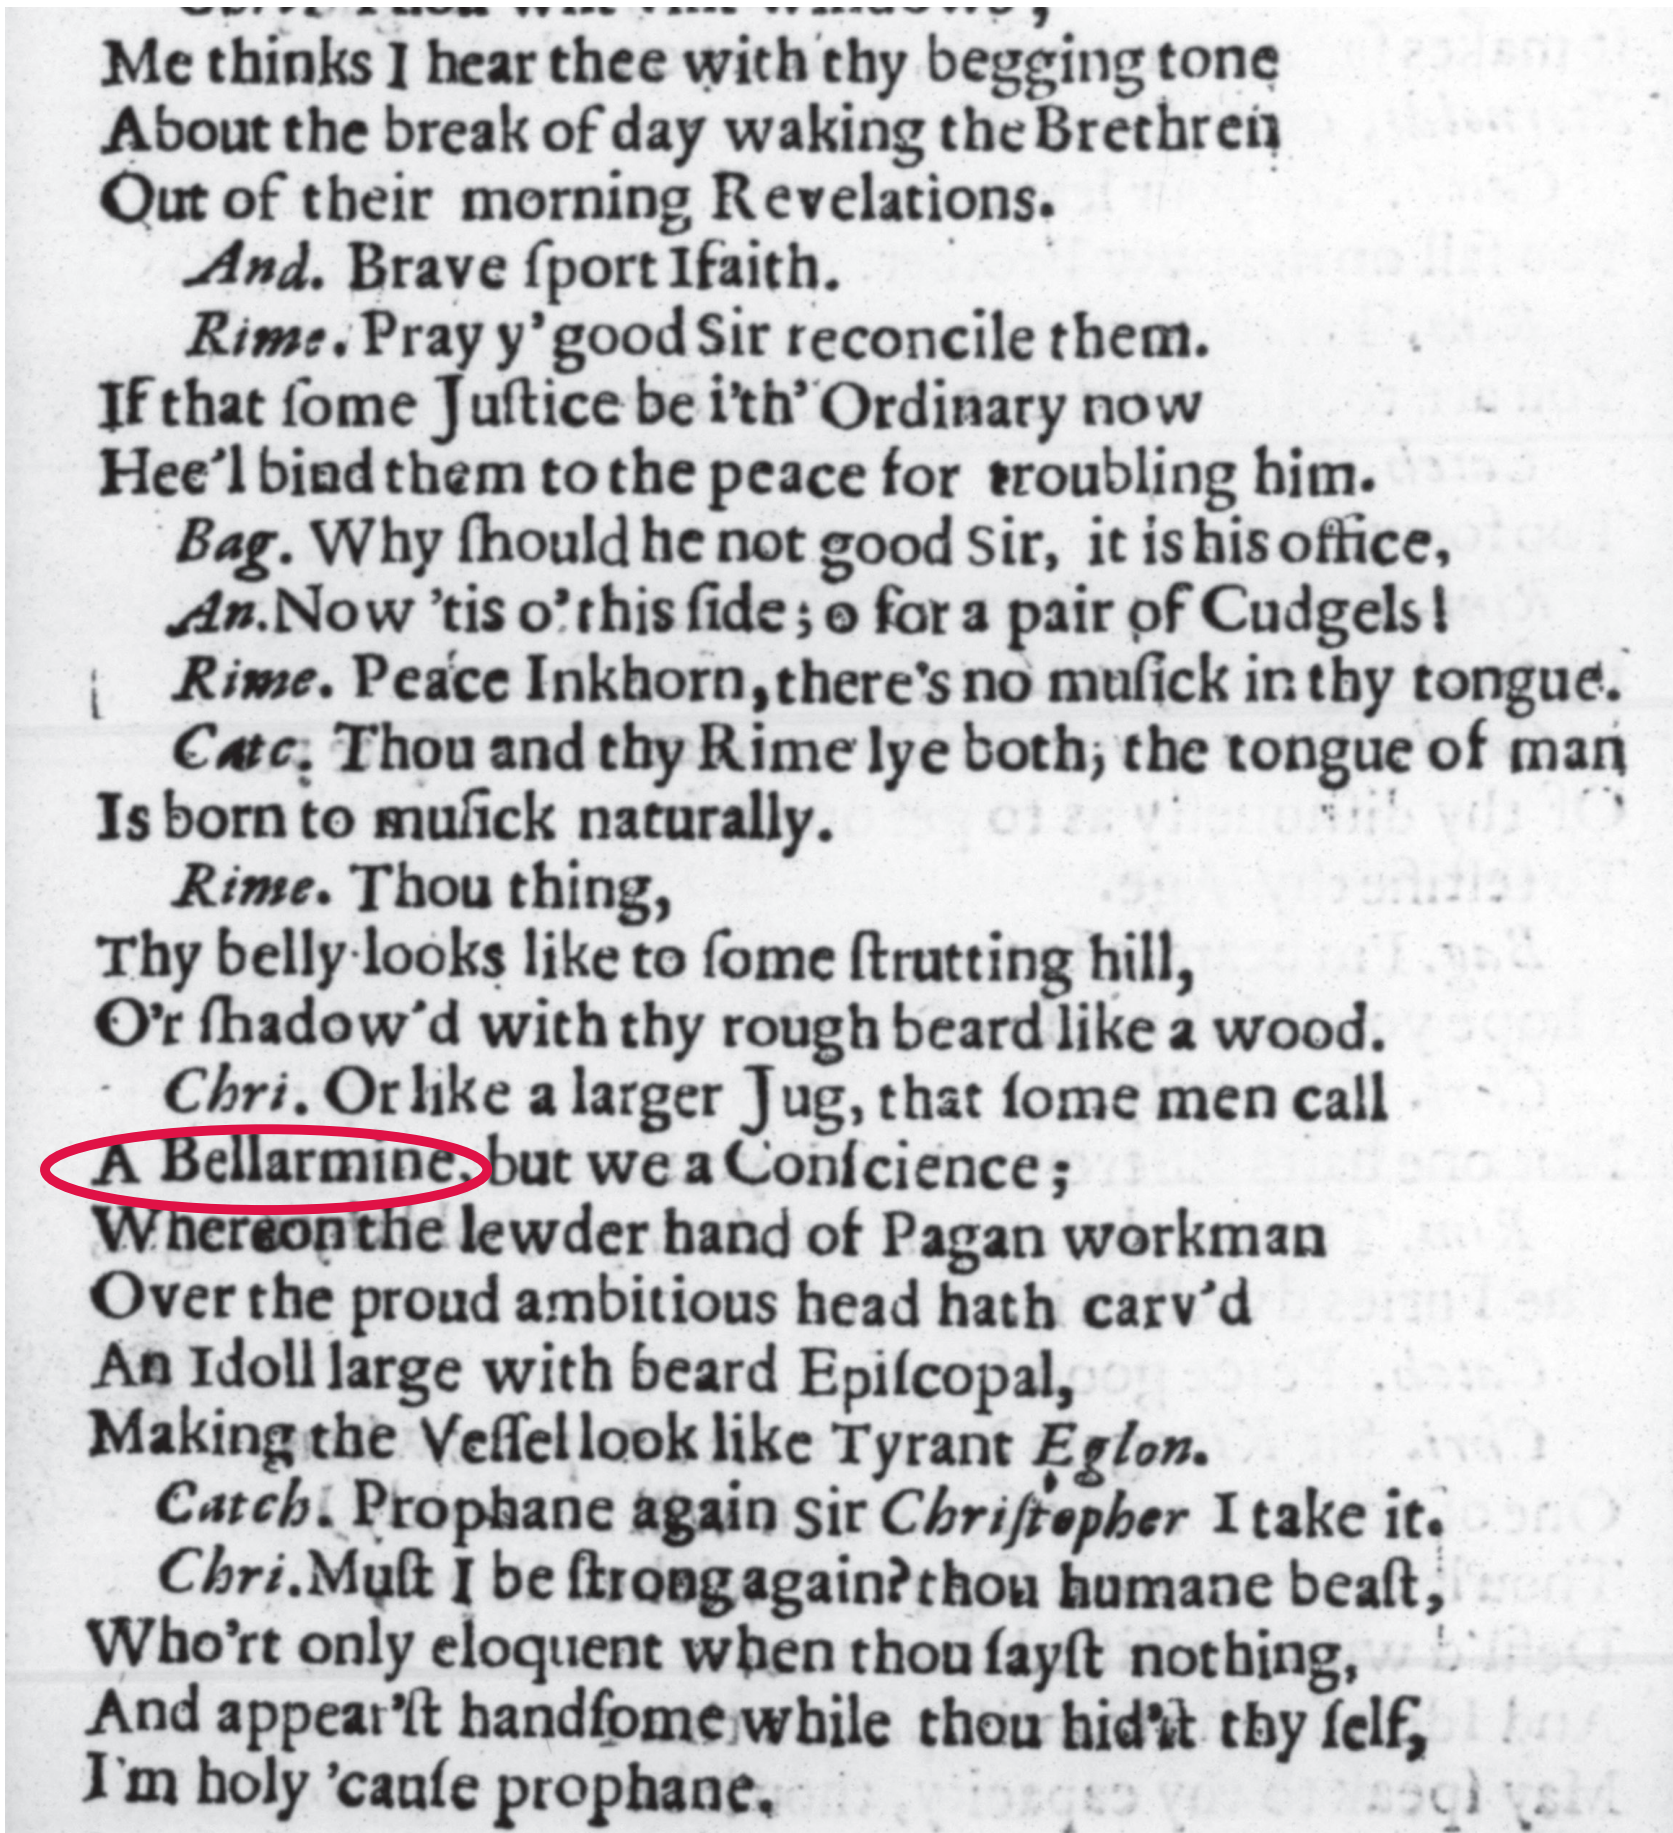 Me thinks I hear thee with thy begging tone
About the break of day waking the Brethren
Out of their morning Revelations.
And. Brave ſport Ifaith.
Rime. Pray y' good Sir reconcile them.
If that ſome Juſtice be i'th' Ordinary now
Hee'l bind them to the peace for troubling him.
Bag. Why ſhould he not good Sir, it is his office,
An. Now 'tis o' this ſide; o for a pair of Cudgels!
Rime. Peace Inkhorn, there's no muſick in thy tongue.
Catc. Thou and thy Rime lye both; the tongue of man
Is born to muſick naturally.
Rime. Thou thing,
Thy belly looks like to ſome ſtrutting hill,
O'r ſhadow'd with thy rough beard like a wood.
Chri. Or like a larger Jug, that ſome men call
A Bellarmine, but we a Conſcience;
Whereon the lewder hand of Pagan workman
Over the proud ambitious head hath carv'd
An Idoll large with beard Epiſcopal,
Making the Veſſel look like Tyrant Eglon.
Catch. Prophane again Sir Chriſtopher I take it.
Chri. Muſt I be ſtrong again? thou humane beaſt,
Who'rt only eloquent when thou ſayſt nothing,
And appear'ſt handſome while thou hid'ſt thy ſelf,
I'm holy 'cauſe prophane.